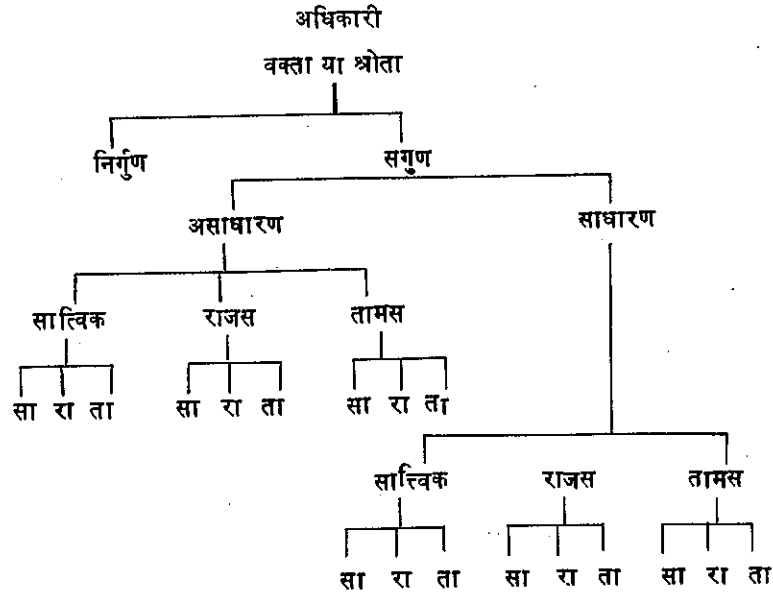 अधिकारी
वक्ता या श्रोता
निर्गुण सगुण
असाधारण साधारण
सात्विक राजस तामस
सा रा ता सा रा ता सा रा ता
सात्त्विक राजस तामस
सा रा ता सा रा ता सा रा ता